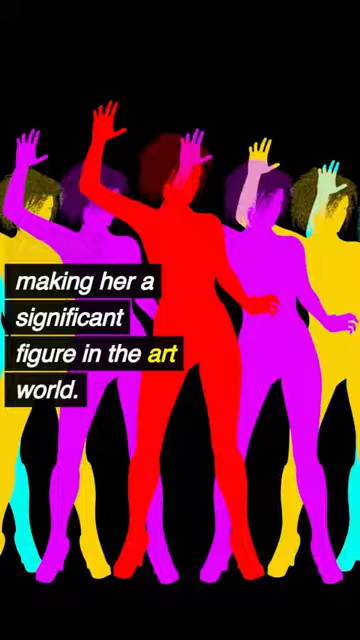 making her a
significant
figure in the art
world.